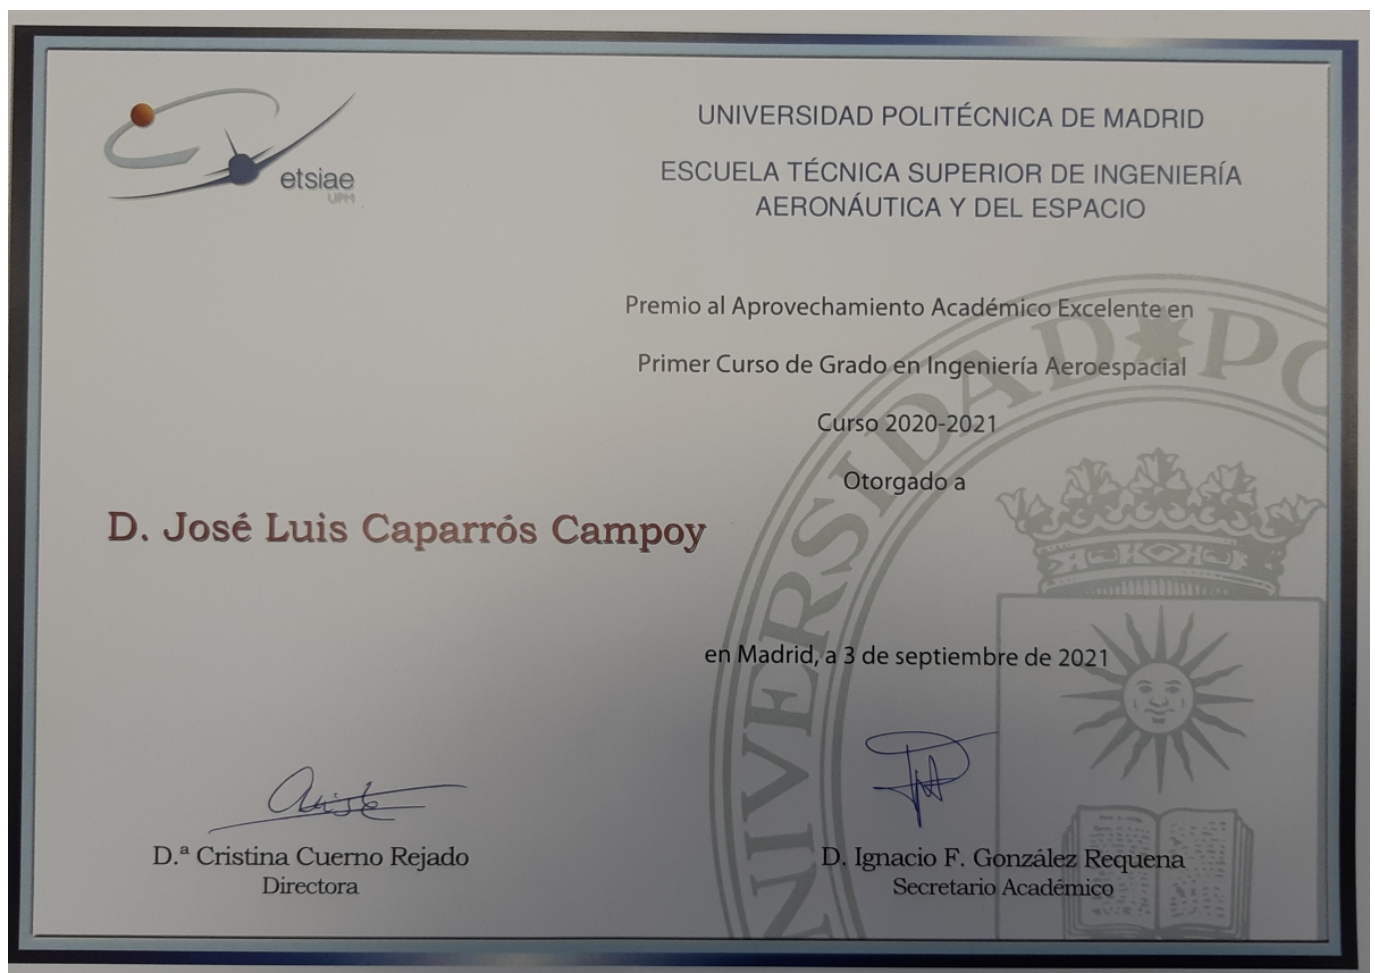 etsiae
UPM
UNIVERSIDAD POLITÉCNICA DE MADRID
ESCUELA TÉCNICA SUPERIOR DE INGENIERÍA
AERONÁUTICA Y DEL ESPACIO
Premio al Aprovechamiento Académico Excelente en
Primer Curso de Grado en Ingeniería Aeroespacial
Curso 2020-2021
Otorgado a
D. José Luis Caparrós Campoy
en Madrid, a 3 de septiembre de 2021
D.ª Cristina Cuerno Rejado
Directora
D. Ignacio F. González Requena
Secretario Académico
NIVERSIDAD PO